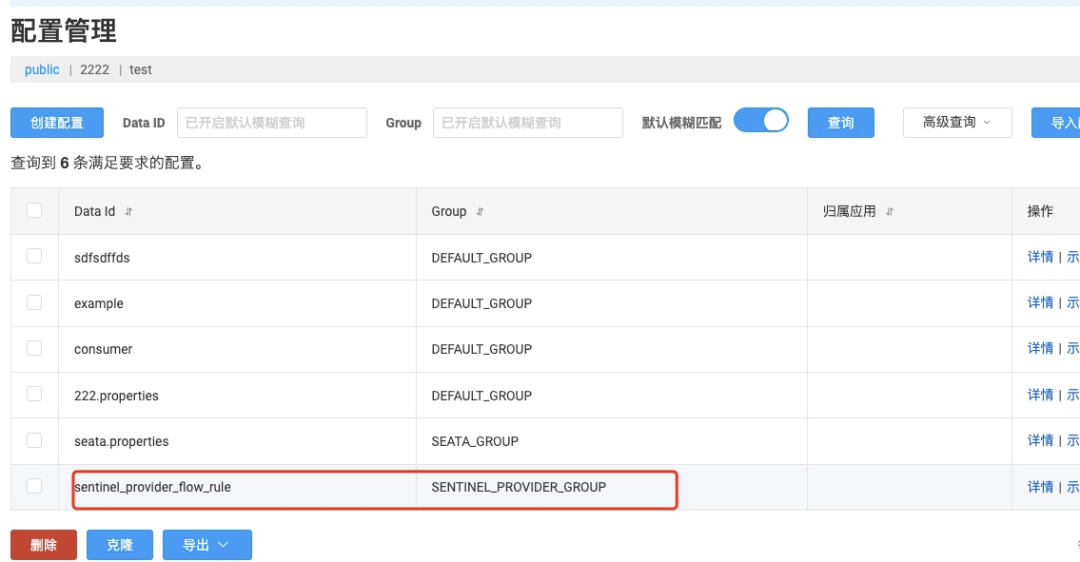 配置管理
public | 2222 | test
创建配置 Data ID 已开启默认模糊查询 Group 已开启默认模糊查询 默认模糊匹配 查询 高级查询 导入
查询到 6 条满足要求的配置。
Data Id Group 归属应用 操作
sdfsdffds DEFAULT_GROUP 详情 | 示
example DEFAULT_GROUP 详情 | 示
consumer DEFAULT_GROUP 详情 | 示
222.properties DEFAULT_GROUP 详情 | 示
seata.properties SEATA_GROUP 详情 | 示
sentinel_provider_flow_rule SENTINEL_PROVIDER_GROUP 详情 | 示
删除 克隆 导出